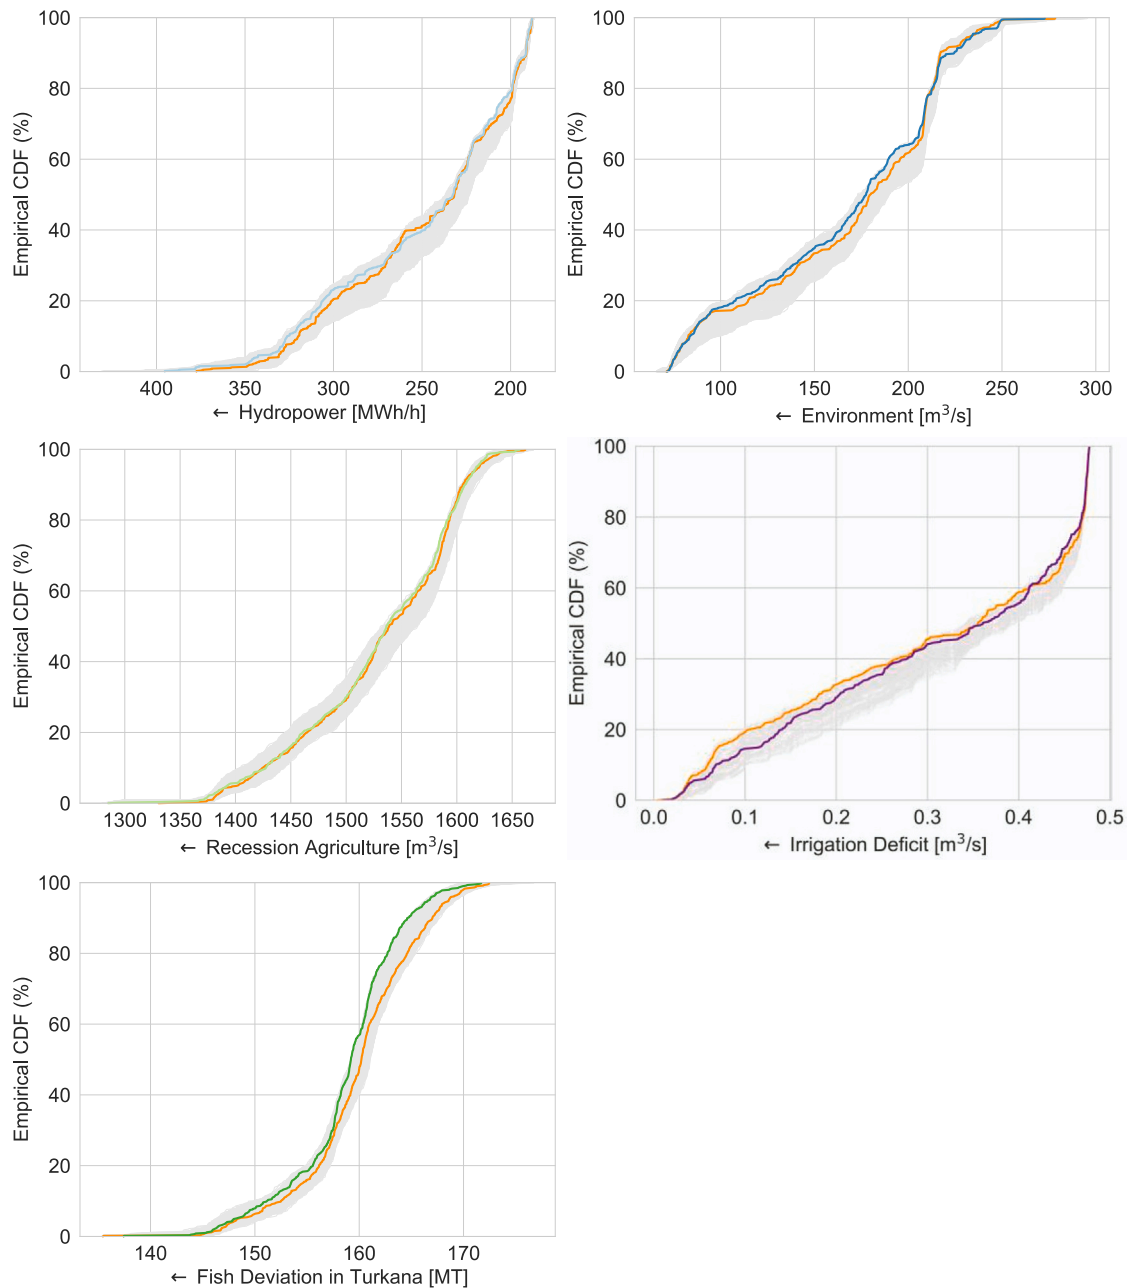 100
80
60
40
20
0
Empirical CDF (%)
400 350 300 250 200
← Hydropower [MWh/h]
100
80
60
40
20
0
Empirical CDF (%)
100 150 200 250 300
← Environment [m³/s]
100
80
60
40
20
0
Empirical CDF (%)
1300 1350 1400 1450 1500 1550 1600 1650
← Recession Agriculture [m³/s]
100
80
60
40
20
0
Empirical CDF (%)
0.0 0.1 0.2 0.3 0.4 0.5
← Irrigation Deficit [m³/s]
100
80
60
40
20
0
Empirical CDF (%)
140 150 160 170
← Fish Deviation in Turkana [MT]